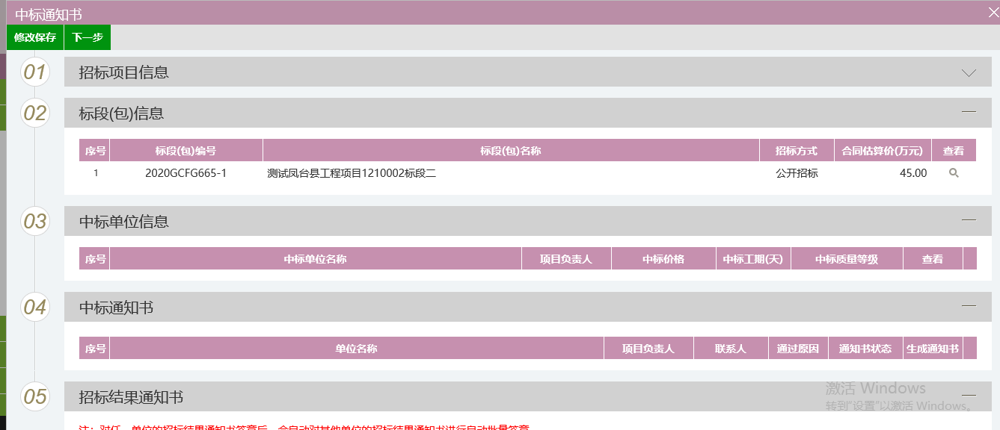 中标通知书
修改保存 下一步
01 招标项目信息
02 标段(包)信息
序号 标段(包)编号 标段(包)名称 招标方式 合同估算价(万元) 查看
1 2020GCFG665-1 测试凤台县工程项目1210002标段二 公开招标 45.00
03 中标单位信息
序号 中标单位名称 项目负责人 中标价格 中标工期(天) 中标质量等级 查看
04 中标通知书
序号 单位名称 项目负责人 联系人 通过原因 通知书状态 生成通知书
05 招标结果通知书
激活 Windows
转到"设置"以激活 Windows。
注：对任一单位的招标结果通知书签章后，会自动对其他单位的招标结果通知书进行自动批量签章